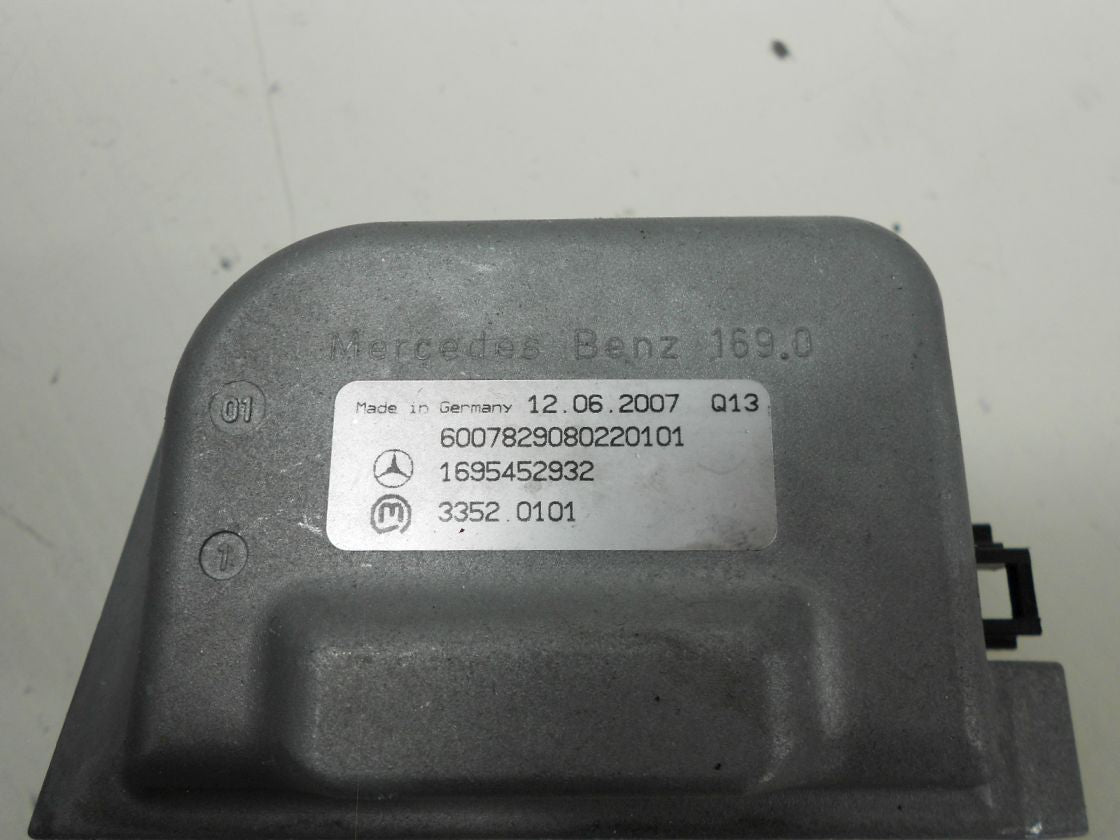 Mercedes Benz 169.0
01
Made in Germany 12.06.2007 Q13
6007829080220101
1695452932
m 3352.0101
1